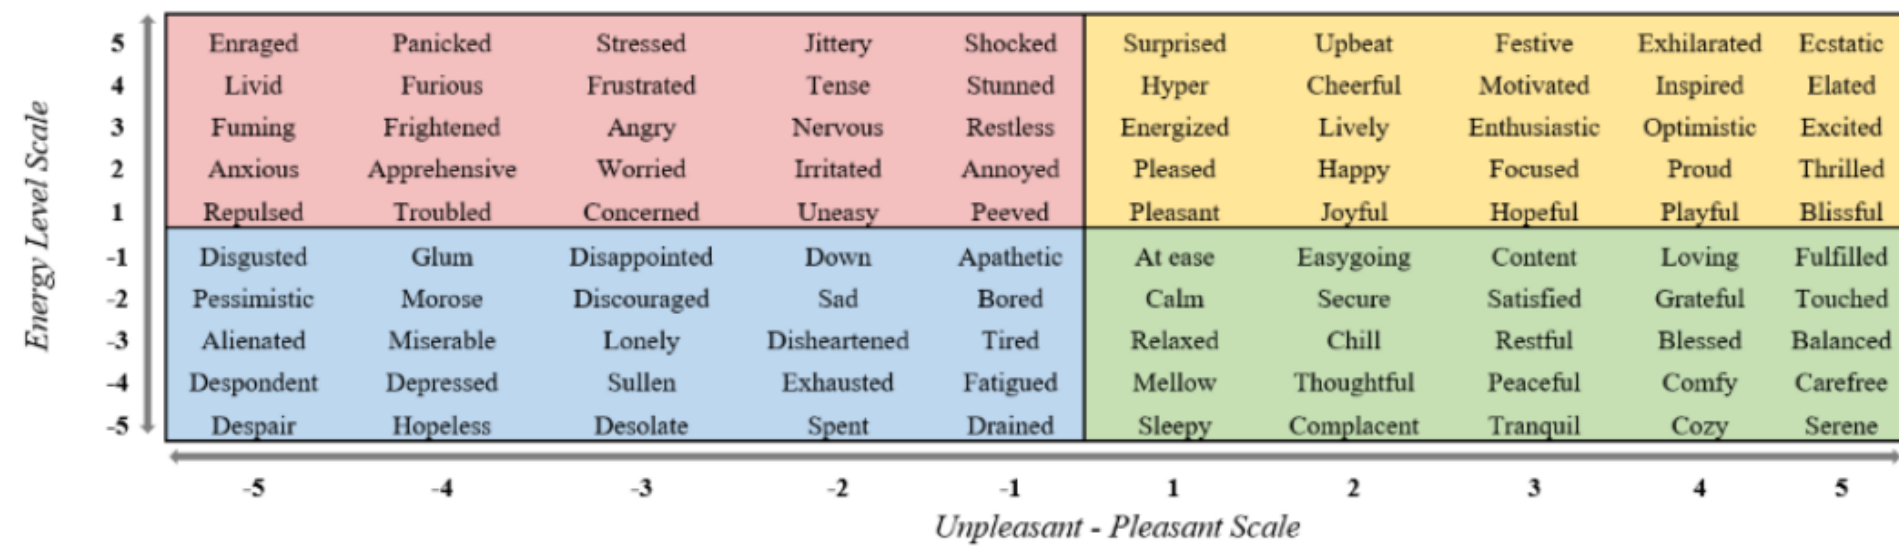 Energy Level Scale
5 Enraged Panicked Stressed Jittery Shocked Surprised Upbeat Festive Exhilarated Ecstatic
4 Livid Furious Frustrated Tense Stunned Hyper Cheerful Motivated Inspired Elated
3 Fuming Frightened Angry Nervous Restless Energized Lively Enthusiastic Optimistic Excited
2 Anxious Apprehensive Worried Irritated Annoyed Pleased Happy Focused Proud Thrilled
1 Repulsed Troubled Concerned Uneasy Peeved Pleasant Joyful Hopeful Playful Blissful
-1 Disgusted Glum Disappointed Down Apathetic At ease Easygoing Content Loving Fulfilled
-2 Pessimistic Morose Discouraged Sad Bored Calm Secure Satisfied Grateful Touched
-3 Alienated Miserable Lonely Disheartened Tired Relaxed Chill Restful Blessed Balanced
-4 Despondent Depressed Sullen Exhausted Fatigued Mellow Thoughtful Peaceful Comfy Carefree
-5 Despair Hopeless Desolate Spent Drained Sleepy Complacent Tranquil Cozy Serene
-5 -4 -3 -2 -1 1 2 3 4 5
Unpleasant - Pleasant Scale